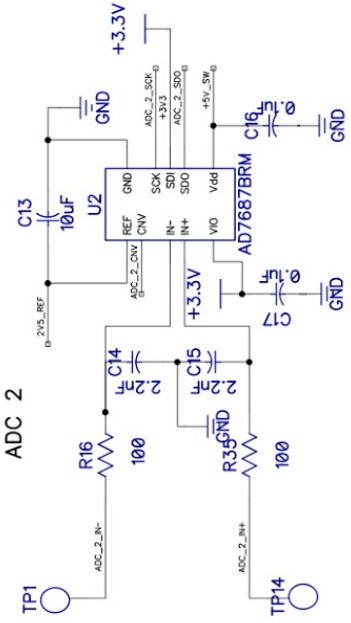 ADC 2
TP1
ADC_2_IN-
R16
100
TP14
ADC_2_IN+
R35
100
C14
2.2nF
C15
2.2nF
GND
2V5_REF
C13
10uF
GND
U2
AD7687BRM
REF
CNV
IN-
IN+
VIO
GND
SCK
SDI
SDO
Vdd
ADC_2_CNV
+3.3V
C17
0.1uF
GND
ADC_2_SCK
+3V3
ADC_2_SDO
+5V_SW
+3.3V
C16
0.1uF
GND